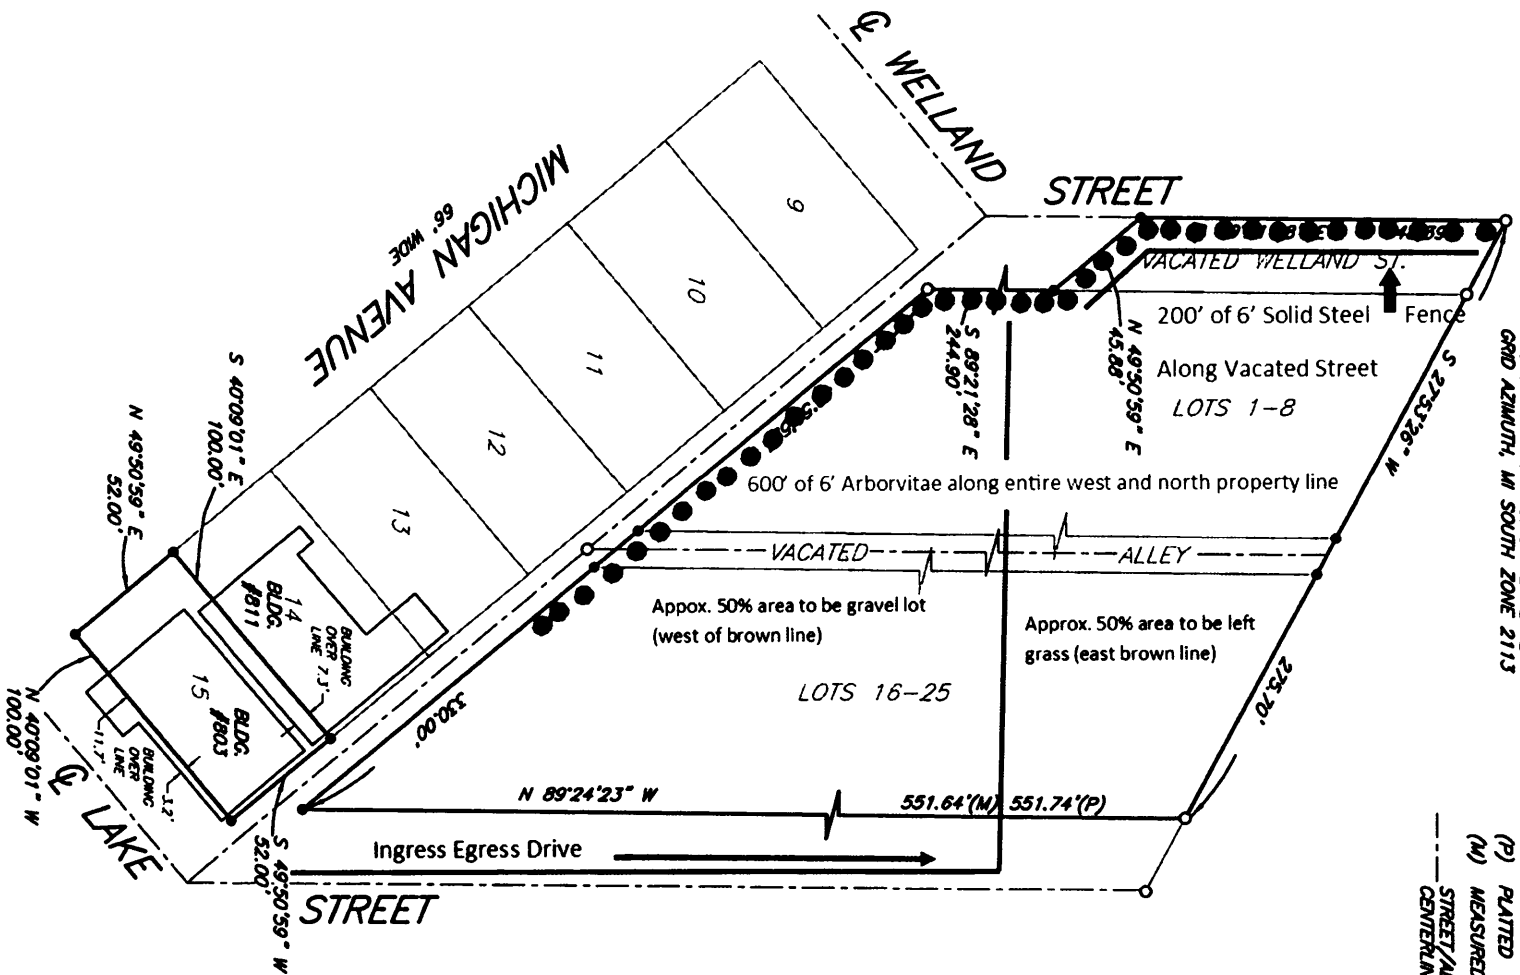 ℄ WELLAND
STREET
MICHIGAN AVENUE
66' WIDE
9
10
11
12
13
14
15
VACATED WELLAND ST.
200' of 6' Solid Steel Fence
Along Vacated Street
LOTS 1-8
N 49°50'59" E
45.88'
S 89°21'28" E
244.90'
S 27°53'26" W
275.70'
GRID AZIMUTH, MI SOUTH ZONE 2113
600' of 6' Arborvitae along entire west and north property line
VACATED ALLEY
Appox. 50% area to be gravel lot
(west of brown line)
Approx. 50% area to be left
grass (east brown line)
LOTS 16-25
S 40°09'01" E
100.00'
N 49°50'59" E
52.00'
BLDG.
#811
BUILDING
OVER
LINE 7.3'
BLDG.
#803
BUILDING
OVER
LINE
11.7'
3.2'
N 40°09'01" W
100.00'
S 49°50'59" W
52.00'
330.00'
N 89°24'23" W
551.64'(M) 551.74'(P)
Ingress Egress Drive
℄ LAKE
STREET
(P) PLATTED
(M) MEASURED